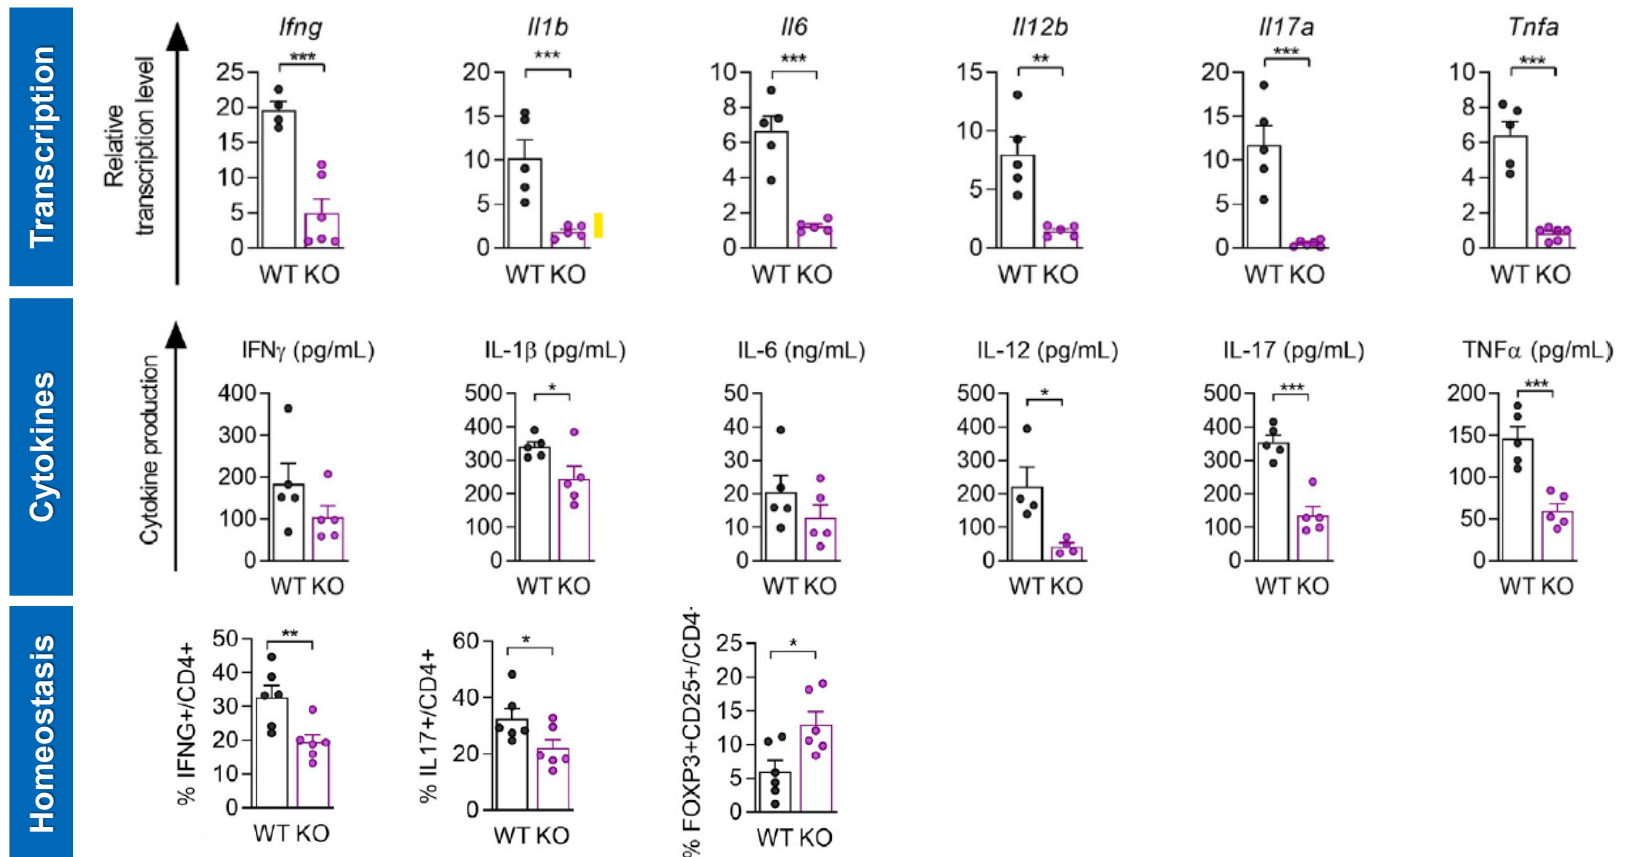 Transcription
Relative
transcription level
Ifng
Il1b
Il6
Il12b
Il17a
Tnfa
***
***
***
**
***
***
25
20
15
10
5
0
20
15
10
5
0
10
8
6
4
2
0
15
10
5
0
20
15
10
5
0
10
8
6
4
2
0
WT KO
WT KO
WT KO
WT KO
WT KO
WT KO
Cytokines
Cytokine production
IFNγ (pg/mL)
IL-1β (pg/mL)
IL-6 (ng/mL)
IL-12 (pg/mL)
IL-17 (pg/mL)
TNFα (pg/mL)
*
*
***
***
400
300
200
100
0
500
400
300
200
100
0
50
40
30
20
10
0
500
400
300
200
100
0
500
400
300
200
100
0
200
150
100
50
0
WT KO
WT KO
WT KO
WT KO
WT KO
WT KO
Homeostasis
% IFNG+/CD4+
**
50
40
30
20
10
0
WT KO
% IL17+/CD4+
*
60
40
20
0
WT KO
% FOXP3+CD25+/CD4
*
25
20
15
10
5
0
WT KO